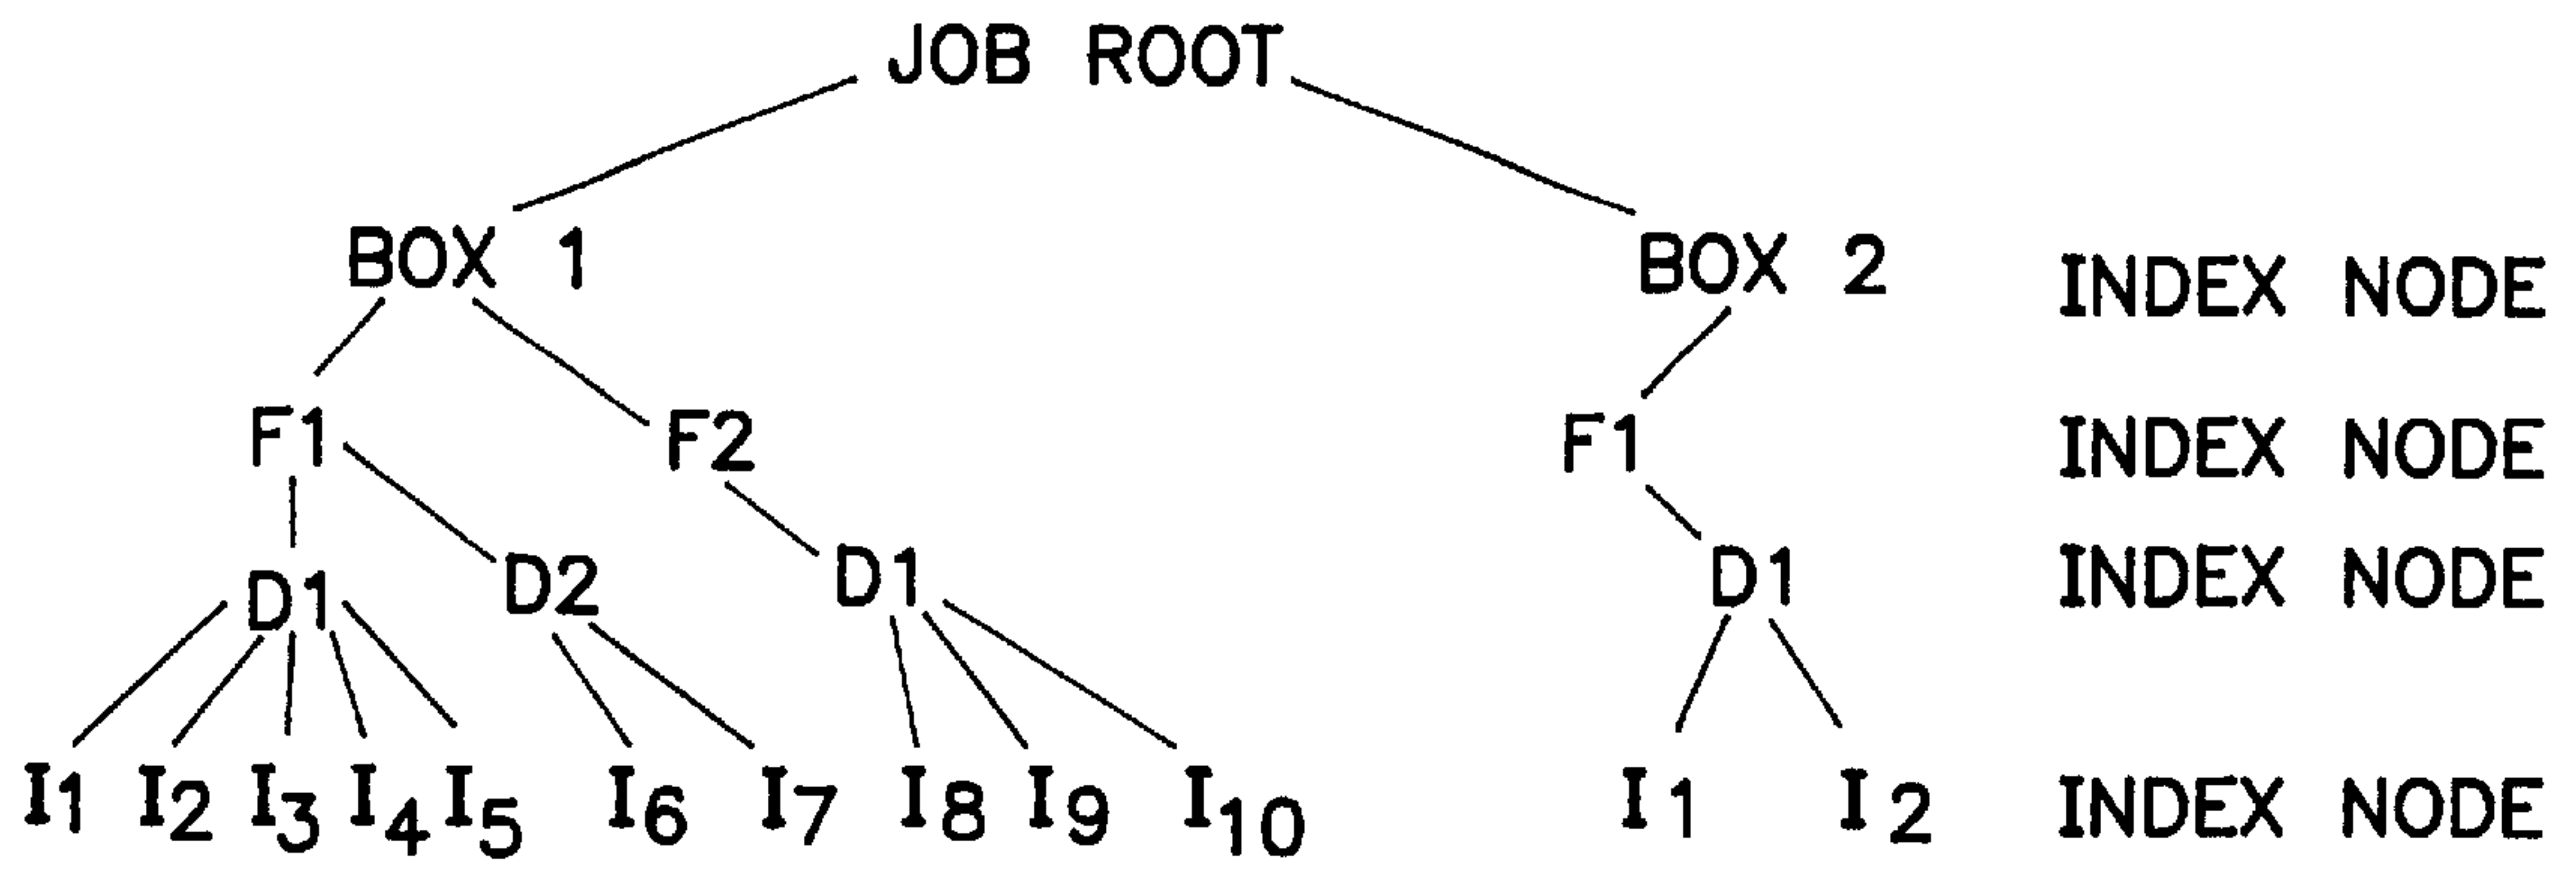 JOB ROOT
BOX 1 BOX 2 INDEX NODE
F1 F2 F1 INDEX NODE
D1 D2 D1 D1 INDEX NODE
I1 I2 I3 I4 I5 I6 I7 I8 I9 I10 I1 I2 INDEX NODE